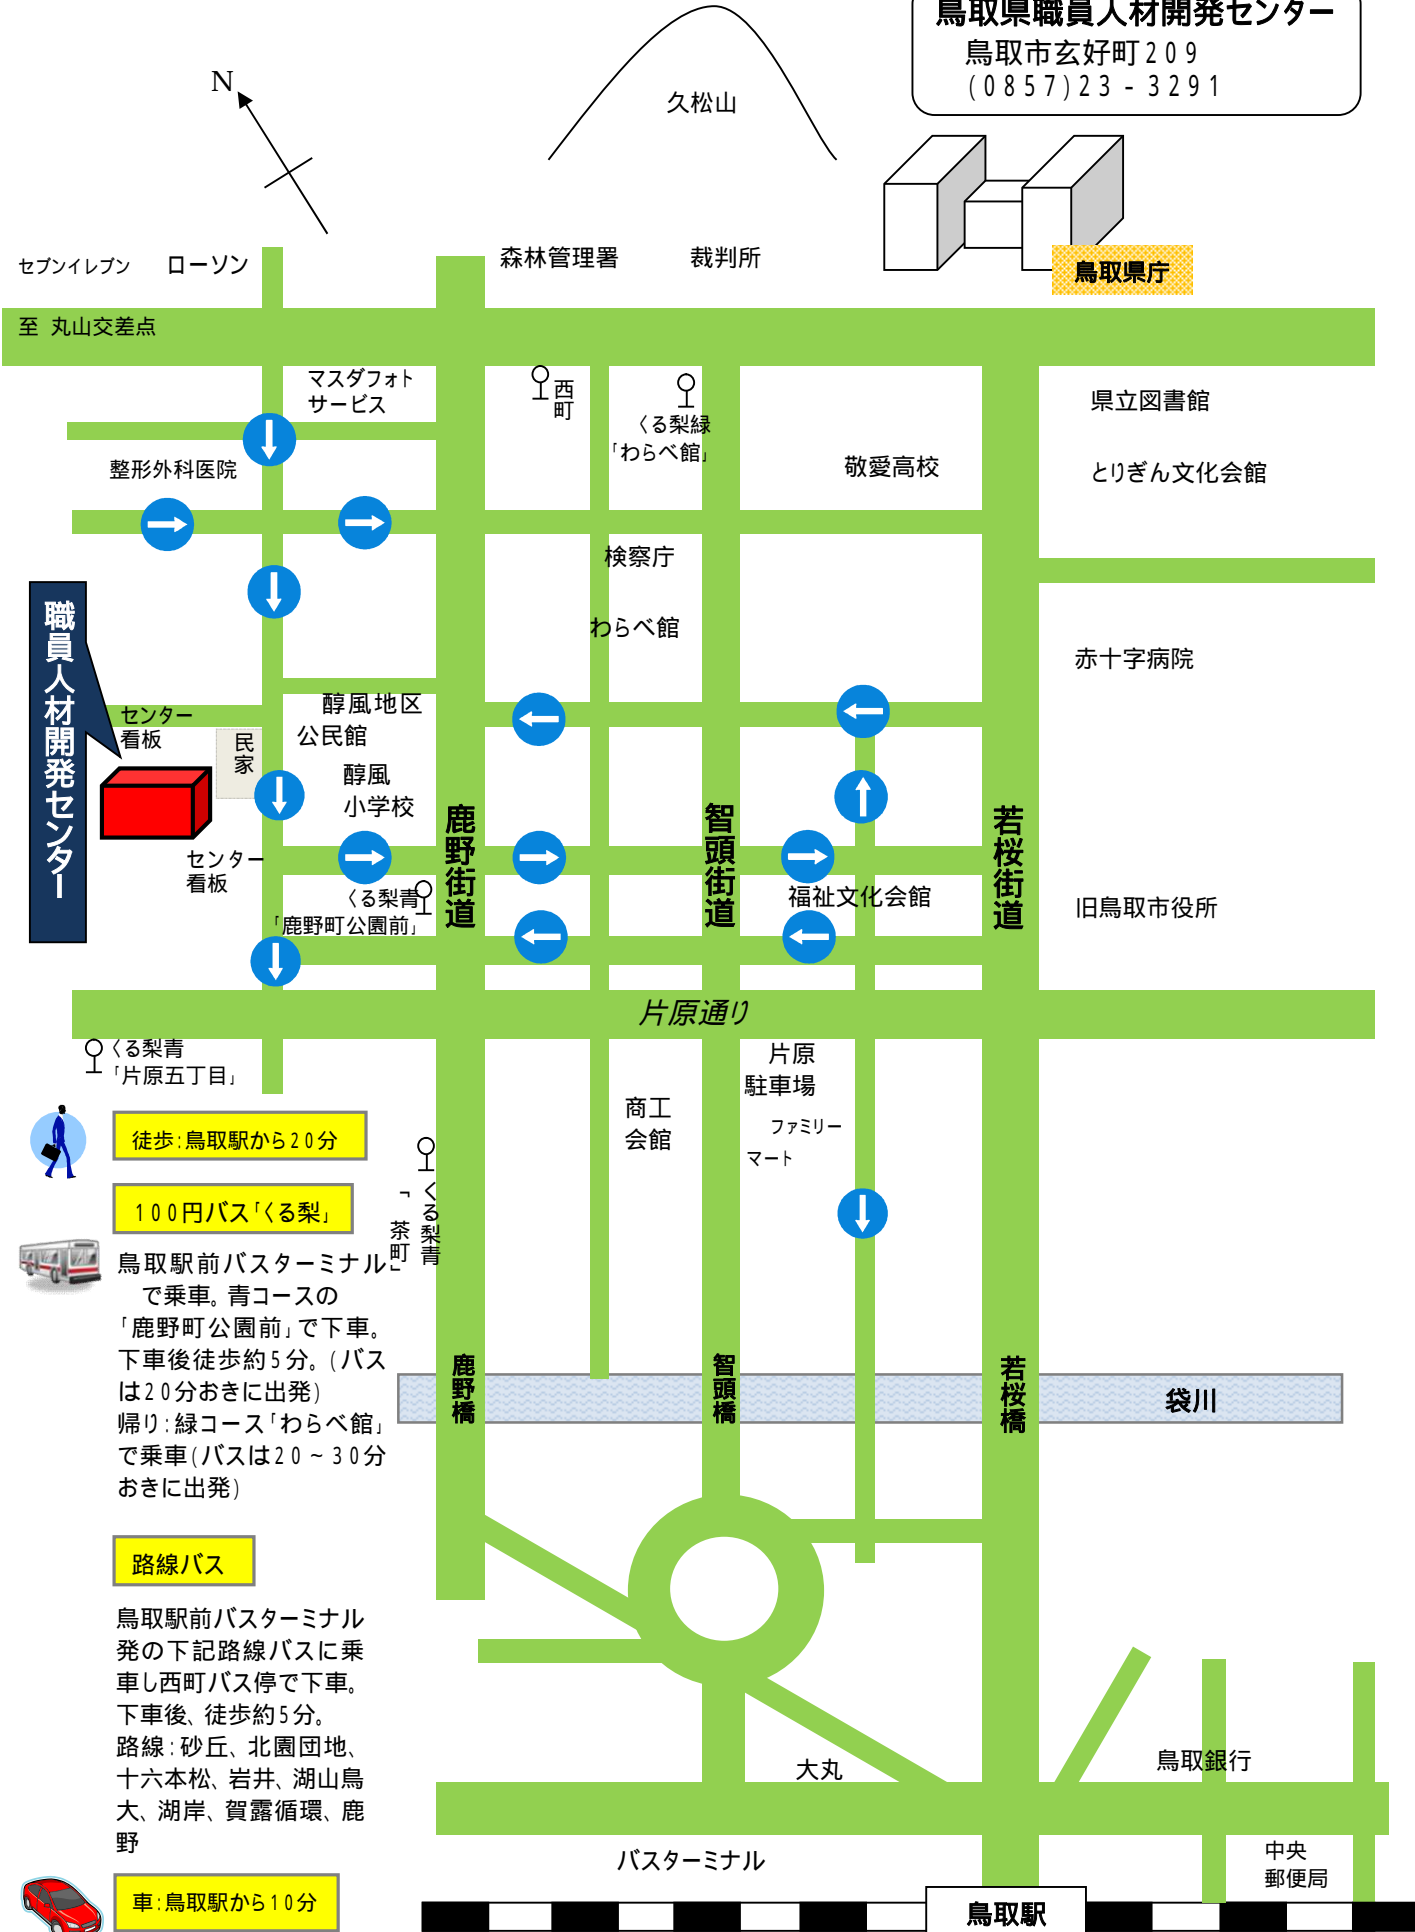 鳥取県職員人材開発センター
鳥取市玄好町209
(0857)23-3291
N
久松山
セブンイレブン
ローソン
森林管理署
裁判所
鳥取県庁
至 丸山交差点
マスダフォト
サービス
西町
くる梨緑
「わらべ館」
敬愛高校
県立図書館
とりぎん文化会館
整形外科医院
検察庁
わらべ館
赤十字病院
職員人材開発センター
センター
看板
民家
醇風地区
公民館
醇風
小学校
鹿野街道
智頭街道
若桜街道
センター
看板
くる梨青
「鹿野町公園前」
福祉文化会館
旧鳥取市役所
片原通り
くる梨青
「片原五丁目」
片原
駐車場
商工
会館
ファミリー
マート
くる梨青
「茶町」
徒歩:鳥取駅から20分
100円バス「くる梨」
鳥取駅前バスターミナル
で乗車。青コースの
「鹿野町公園前」で下車。
下車後徒歩約5分。(バス
は20分おきに出発)
帰り:緑コース「わらべ館」
で乗車(バスは20~30分
おきに出発)
鹿野橋
智頭橋
若桜橋
袋川
路線バス
鳥取駅前バスターミナル
発の下記路線バスに乗
車し西町バス停で下車。
下車後、徒歩約5分。
路線:砂丘、北園団地、
十六本松、岩井、湖山鳥
大、湖岸、賀露循環、鹿
野
大丸
鳥取銀行
バスターミナル
中央
郵便局
車:鳥取駅から10分
鳥取駅